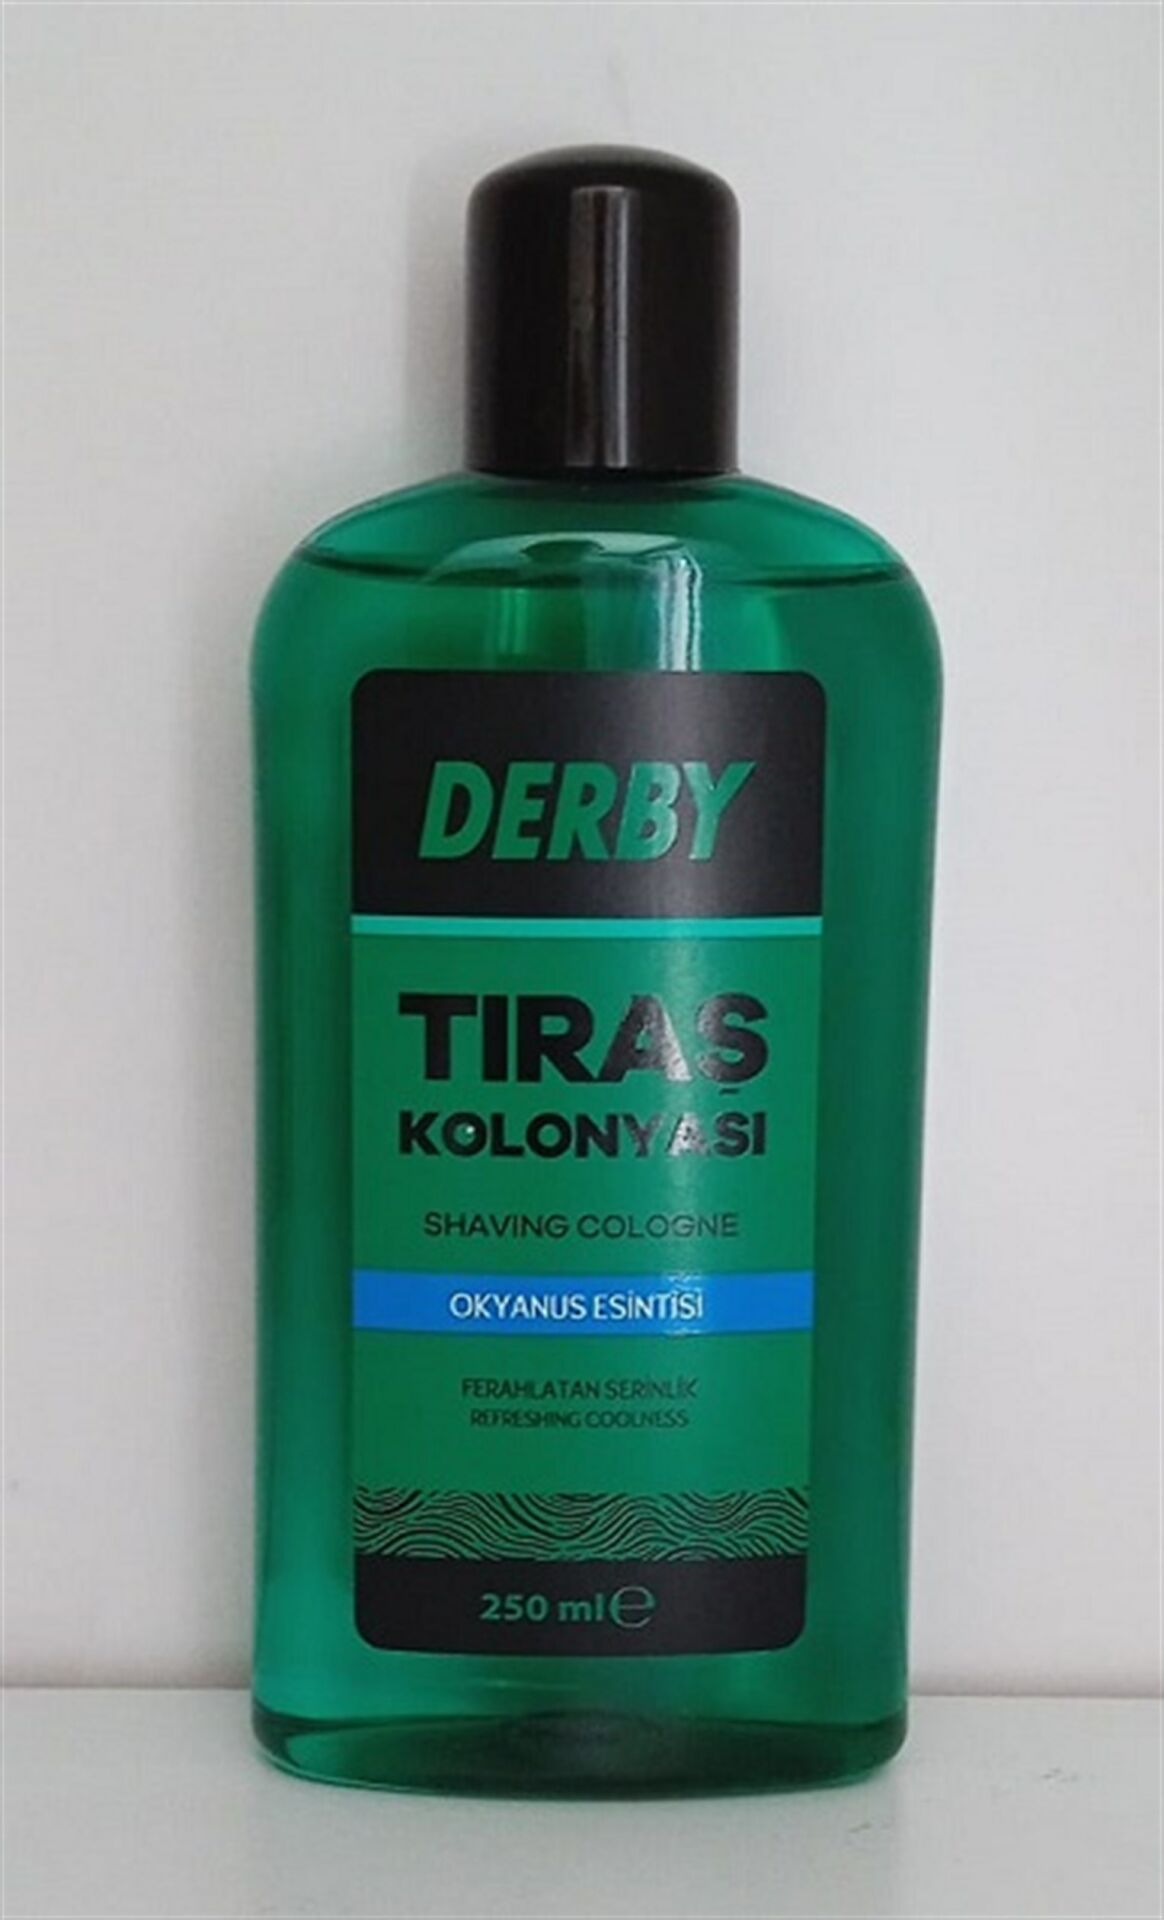 DERBY
TIRAŞ
KOLONYASI
SHAVING COLOGNE
OKYANUS ESİNTİSİ
FERAHLATAN SERİNLİK
REFRESHING COOLNESS
250 ml ℮